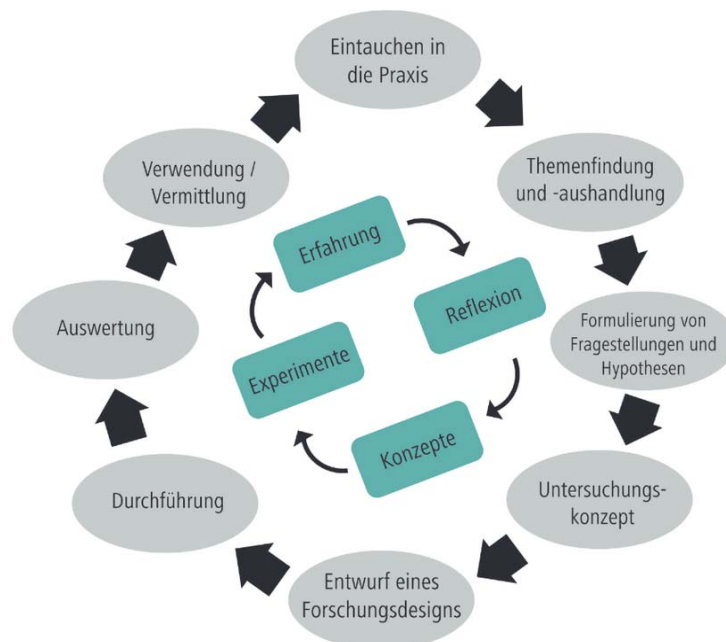 Eintauchen in
die Praxis
Themenfindung
und -aushandlung
Formulierung von
Fragestellungen und
Hypothesen
Untersuchungs-
konzept
Entwurf eines
Forschungsdesigns
Durchführung
Auswertung
Verwendung /
Vermittlung
Erfahrung
Reflexion
Konzepte
Experimente